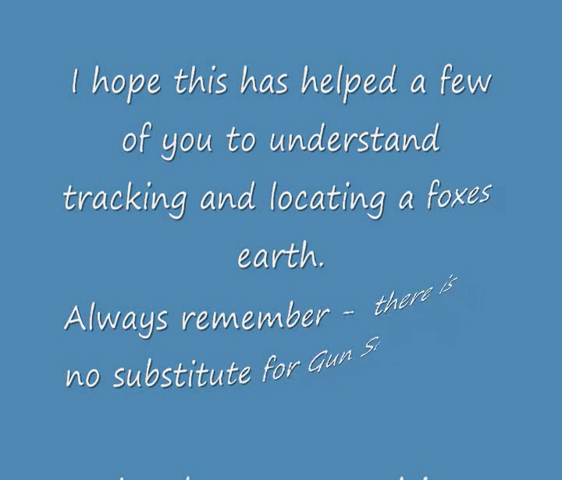 I hope this has helped a few
of you to understand
tracking and locating a foxes
earth.
Always remember - there is
no substitute for Gun